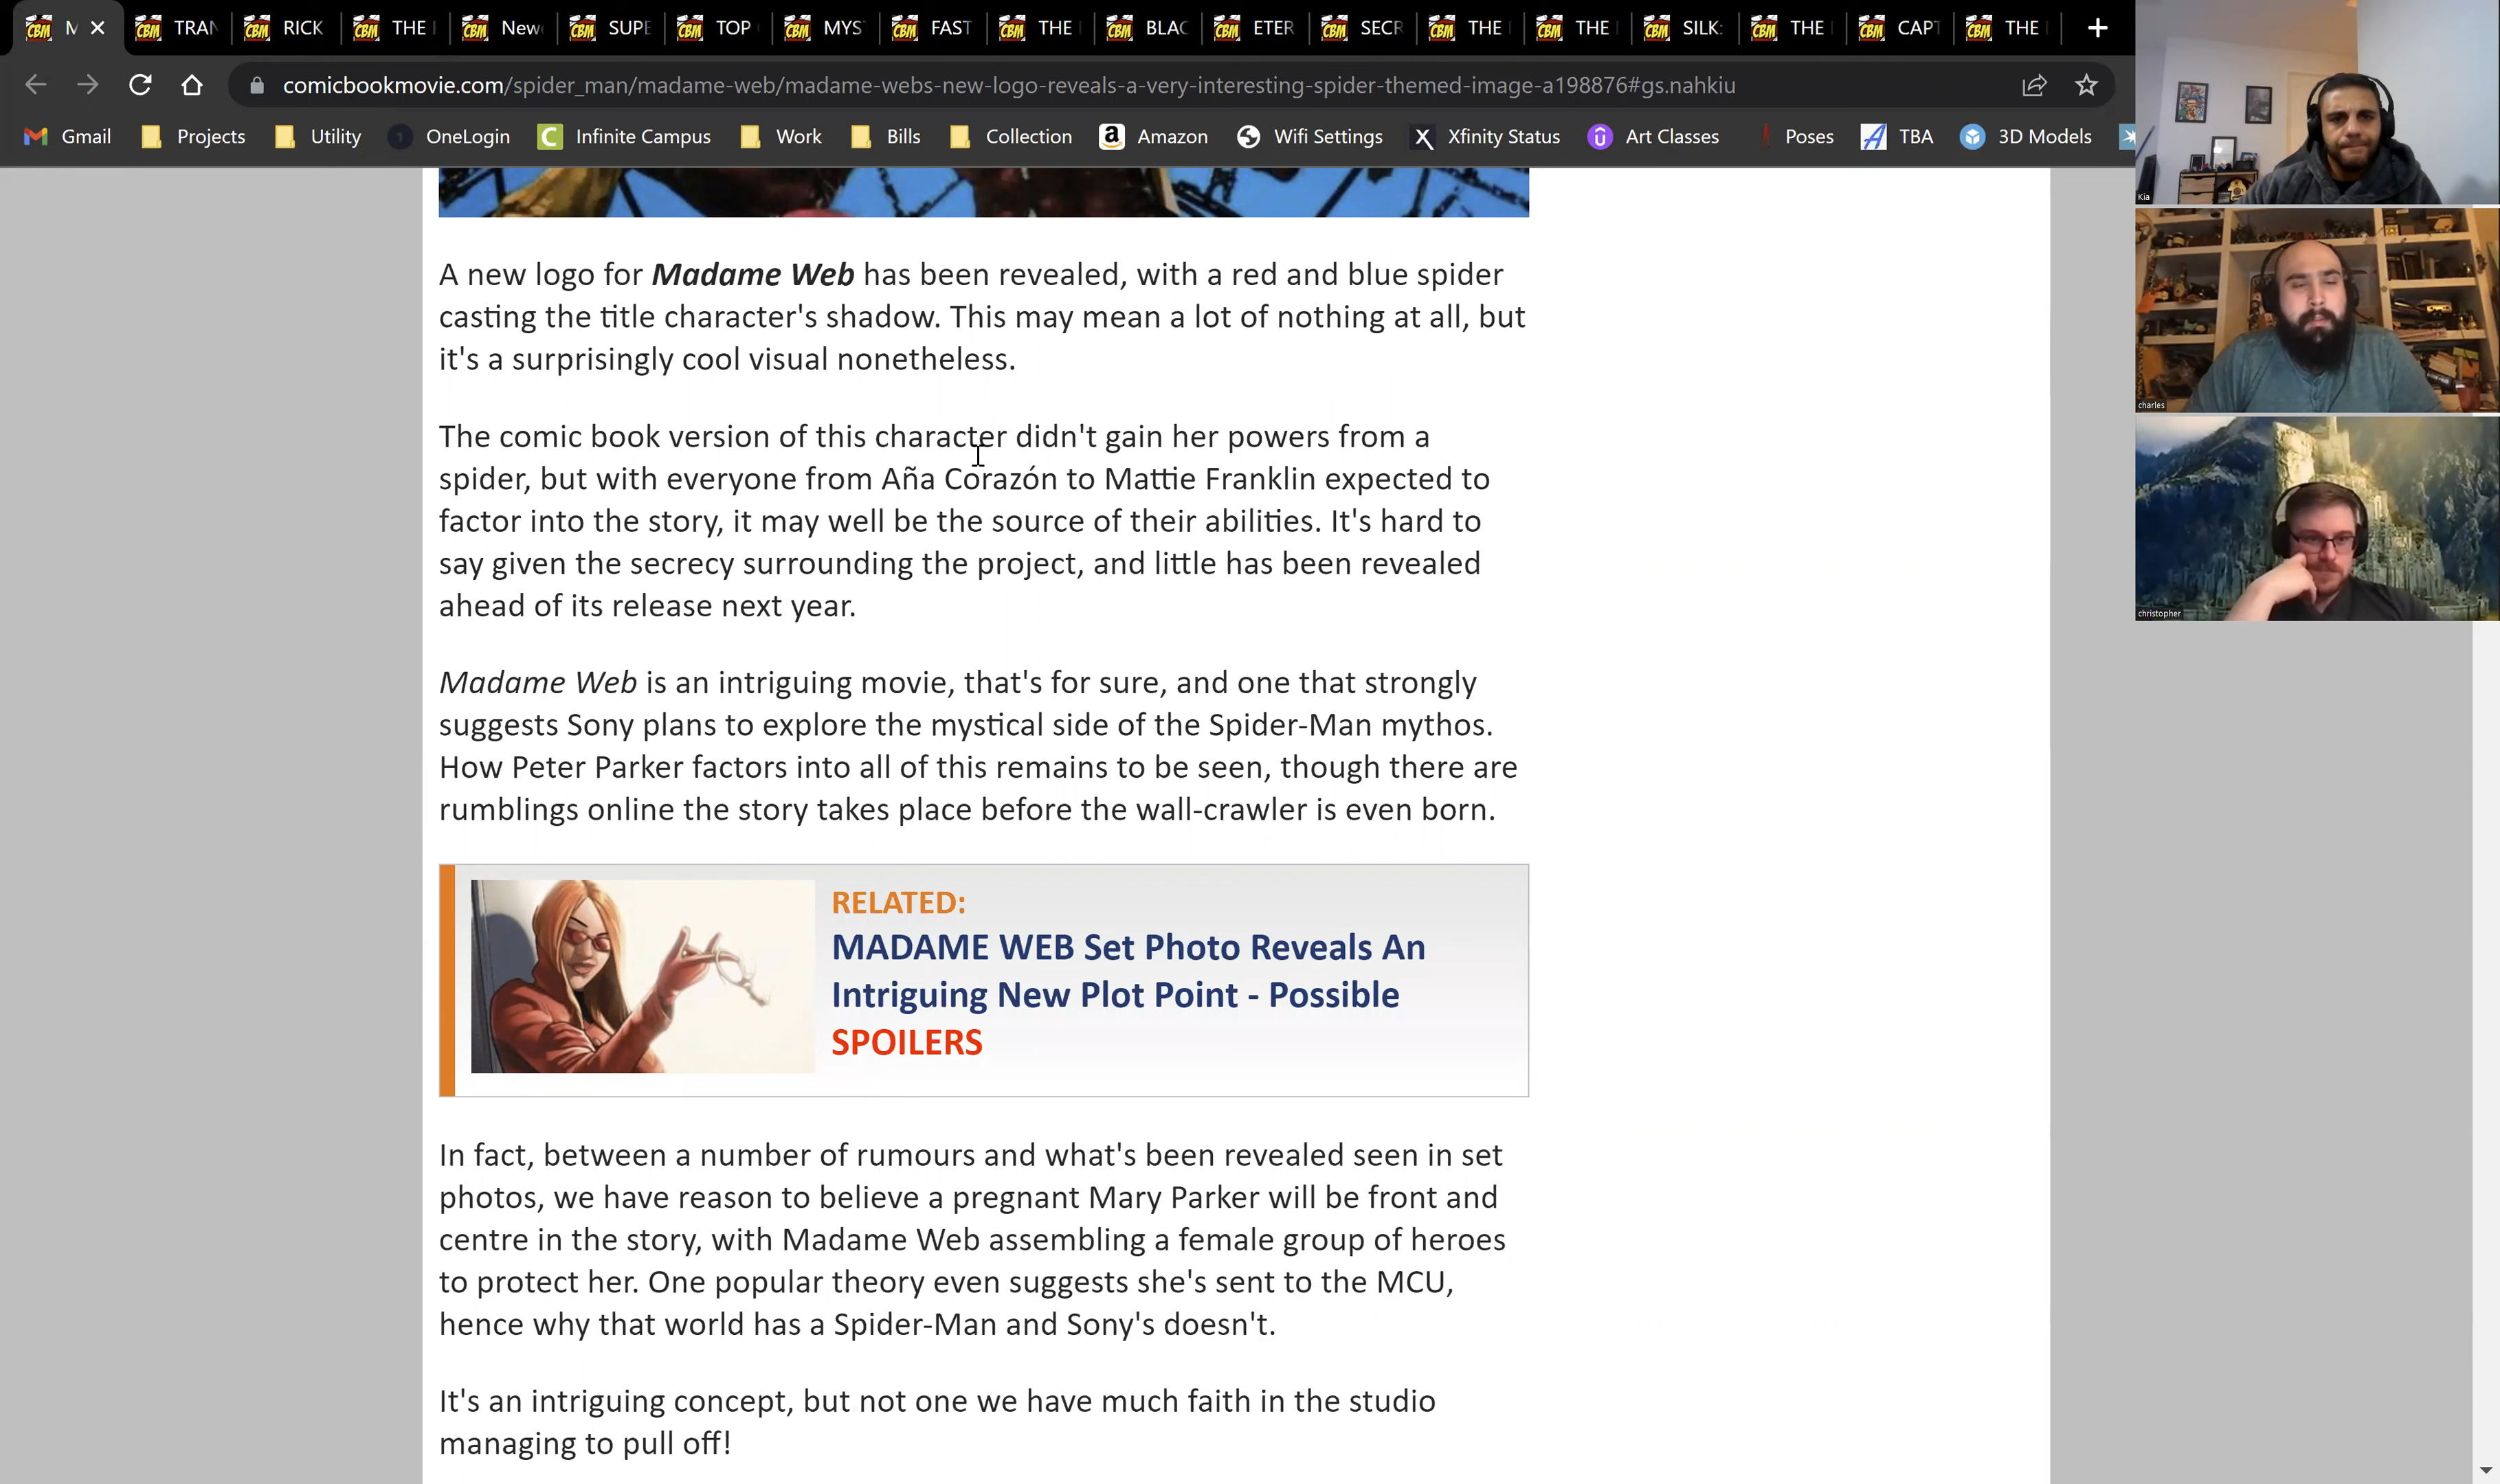 CBM M CBM TRAN CBM RICK CBM THE CBM New CBM SUPE CBM TOP CBM MYS CBM FAST CBM THE CBM BLAC CBM ETER CBM SECR CBM THE CBM THE CBM SILK: CBM THE CBM CAPT CBM THE
comicbookmovie.com/spider_man/madame-web/madame-webs-new-logo-reveals-a-very-interesting-spider-themed-image-a198876#gs.nahkiu
Gmail Projects Utility OneLogin Infinite Campus Work Bills Collection Amazon Wifi Settings Xfinity Status Art Classes Poses TBA 3D Models
Kia
charles
christopher
A new logo for Madame Web has been revealed, with a red and blue spider
casting the title character's shadow. This may mean a lot of nothing at all, but
it's a surprisingly cool visual nonetheless.
The comic book version of this character didn't gain her powers from a
spider, but with everyone from Aña Corazón to Mattie Franklin expected to
factor into the story, it may well be the source of their abilities. It's hard to
say given the secrecy surrounding the project, and little has been revealed
ahead of its release next year.
Madame Web is an intriguing movie, that's for sure, and one that strongly
suggests Sony plans to explore the mystical side of the Spider-Man mythos.
How Peter Parker factors into all of this remains to be seen, though there are
rumblings online the story takes place before the wall-crawler is even born.
RELATED:
MADAME WEB Set Photo Reveals An
Intriguing New Plot Point - Possible
SPOILERS
In fact, between a number of rumours and what's been revealed seen in set
photos, we have reason to believe a pregnant Mary Parker will be front and
centre in the story, with Madame Web assembling a female group of heroes
to protect her. One popular theory even suggests she's sent to the MCU,
hence why that world has a Spider-Man and Sony's doesn't.
It's an intriguing concept, but not one we have much faith in the studio
managing to pull off!